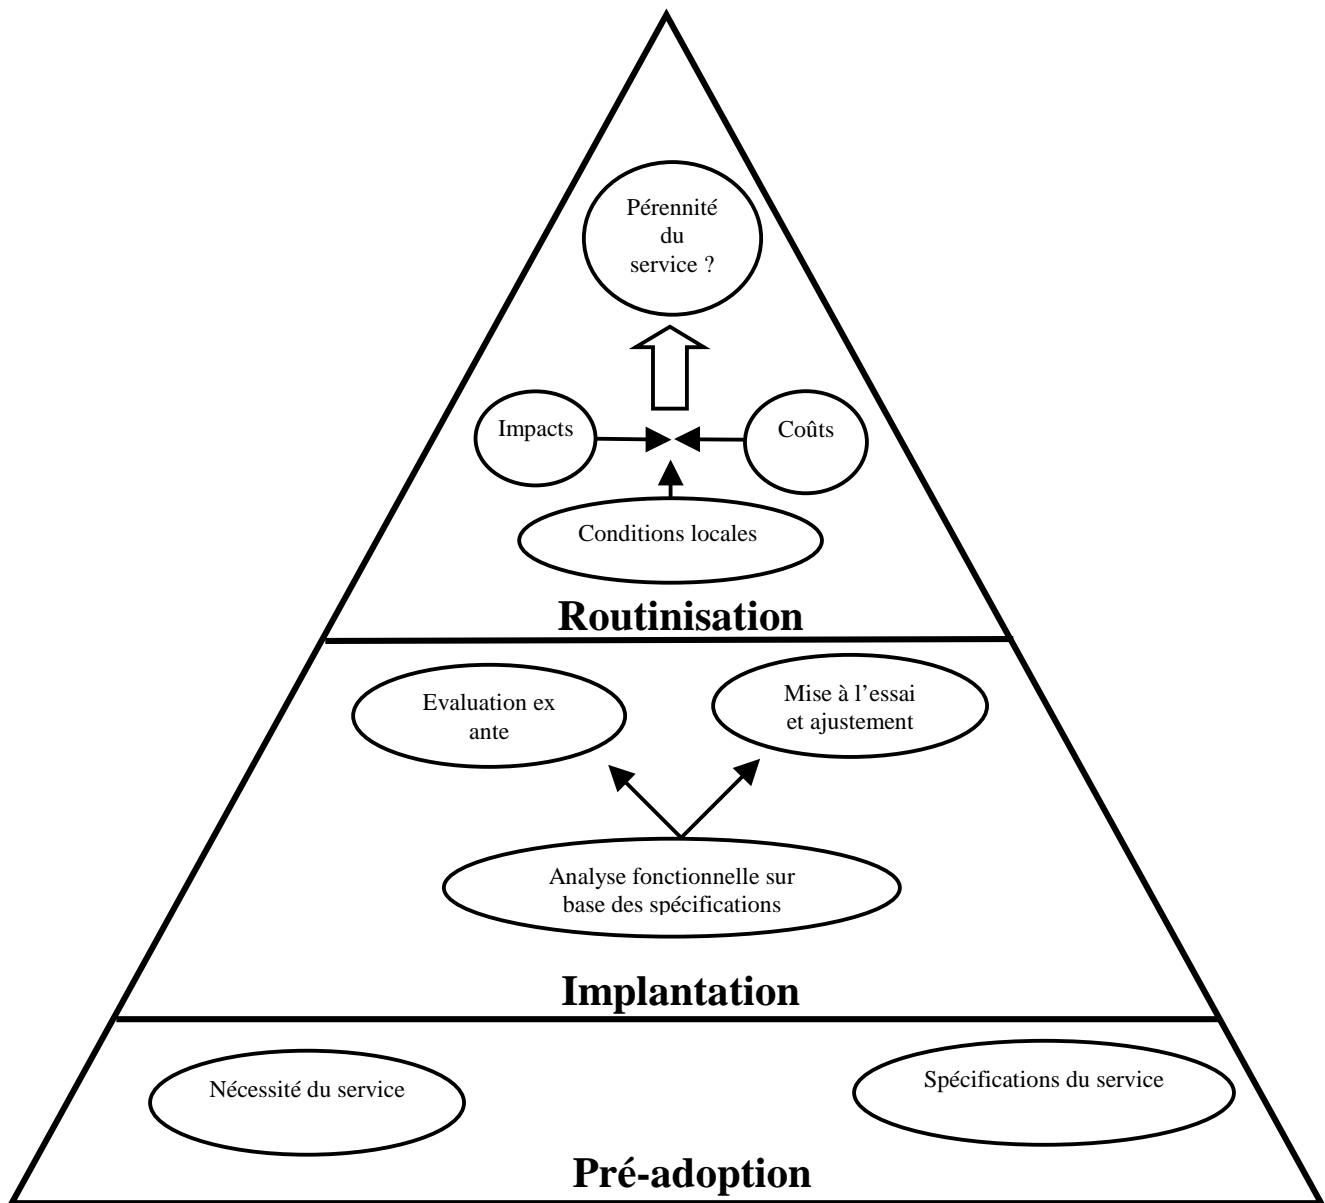 Pérennité
du
service ?
Impacts
Coûts
Conditions locales
Routinisation
Evaluation ex
ante
Mise à l’essai
et ajustement
Analyse fonctionnelle sur
base des spécifications
Implantation
Nécessité du service
Spécifications du service
Pré-adoption